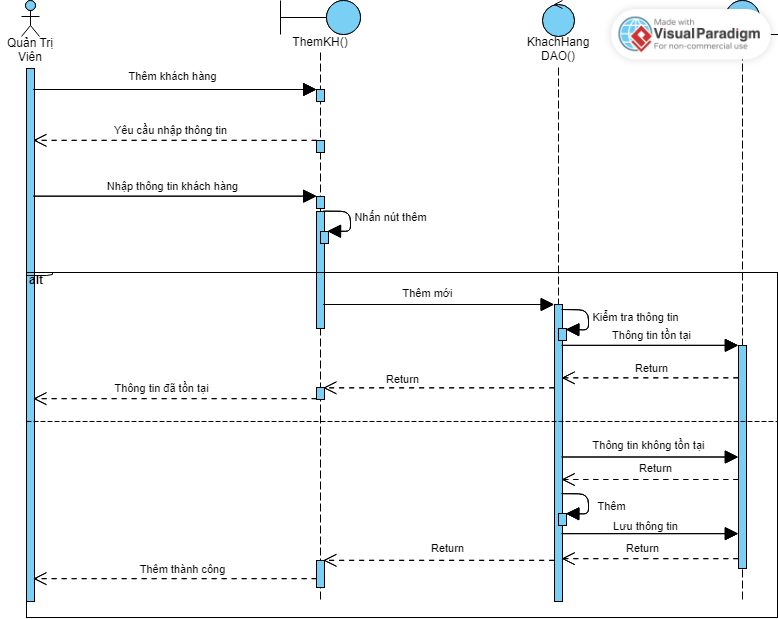 Made with
VisualParadigm
For non-commercial use
Quản Trị
Viên
ThemKH()
KhachHang
DAO()
Thêm khách hàng
Yêu cầu nhập thông tin
Nhập thông tin khách hàng
Nhấn nút thêm
alt
Thêm mới
Kiểm tra thông tin
Thông tin tồn tại
Return
Return
Thông tin đã tồn tại
Thông tin không tồn tại
Return
Thêm
Lưu thông tin
Return
Return
Thêm thành công